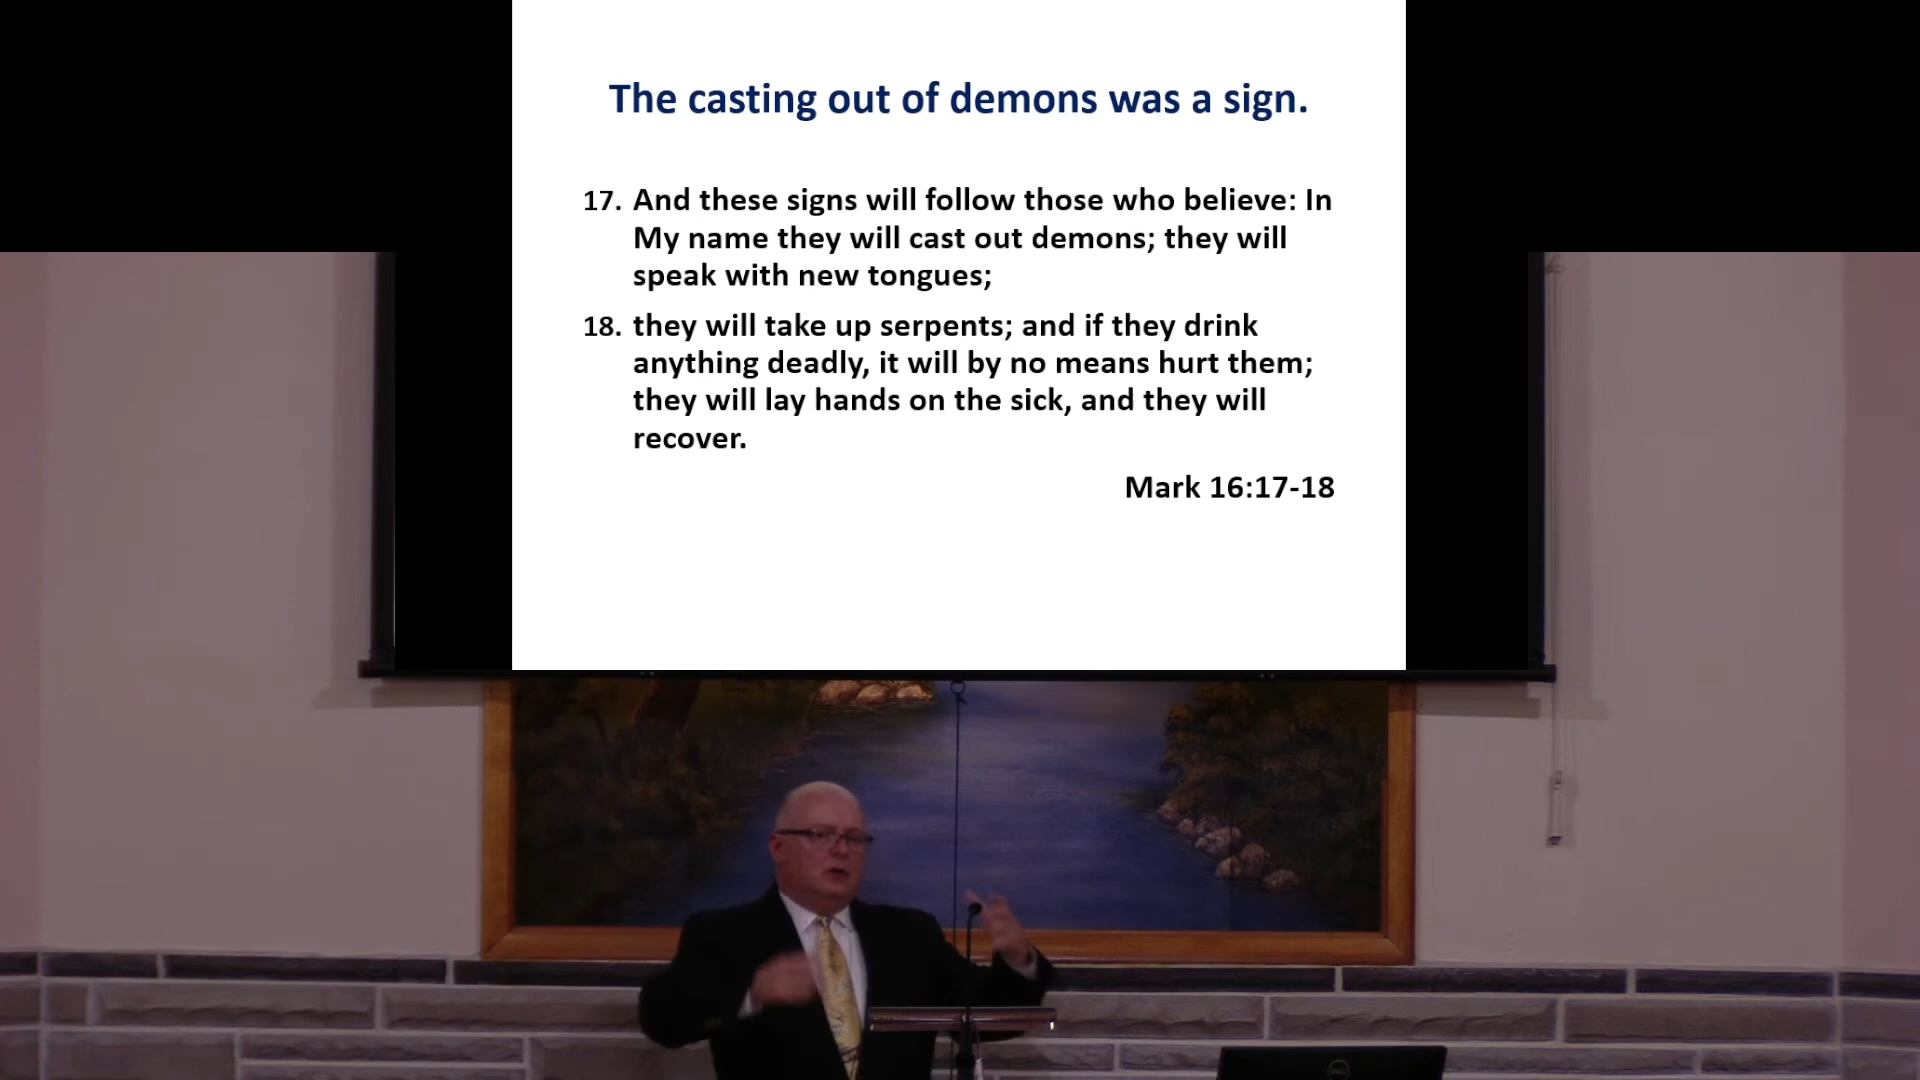 The casting out of demons was a sign.
17. And these signs will follow those who believe: In
My name they will cast out demons; they will
speak with new tongues;
18. they will take up serpents; and if they drink
anything deadly, it will by no means hurt them;
they will lay hands on the sick, and they will
recover.
Mark 16:17-18
DELL